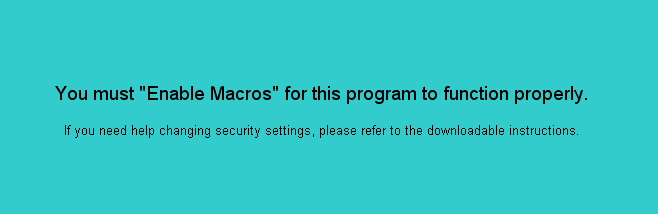 You must "Enable Macros" for this program to function properly.
If you need help changing security settings, please refer to the downloadable instructions.